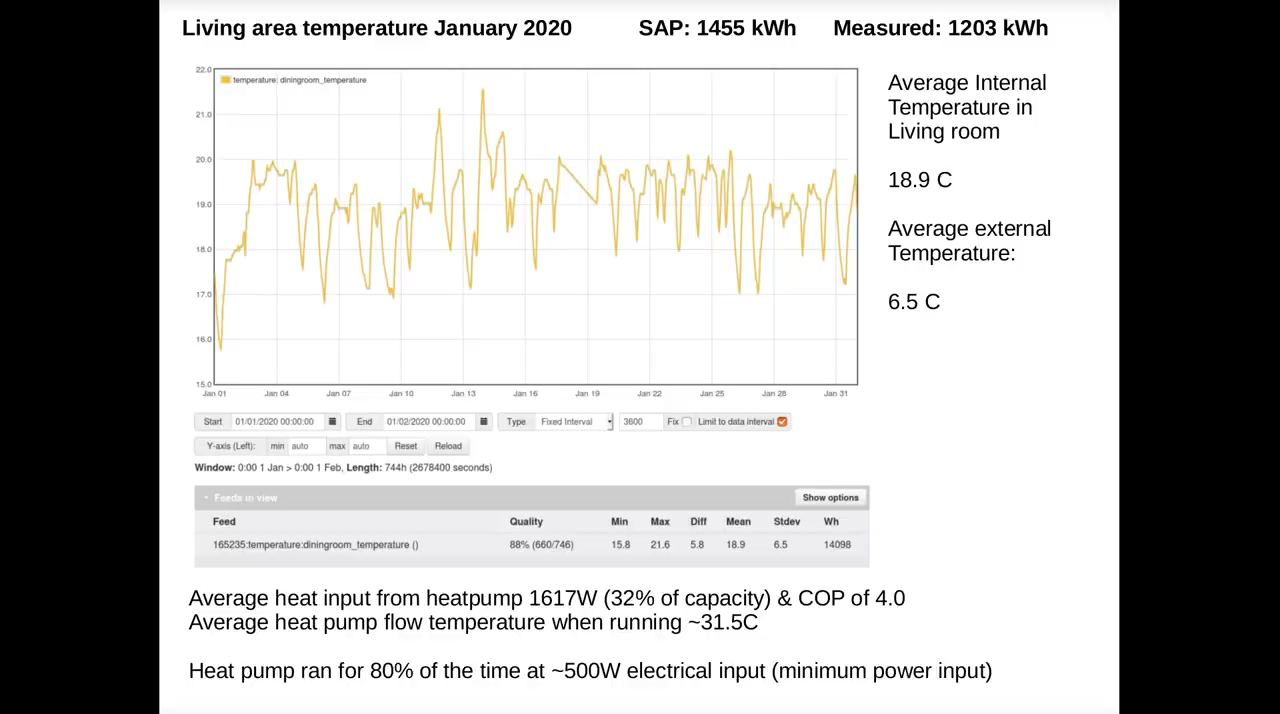 Living area temperature January 2020 SAP: 1455 kWh Measured: 1203 kWh
22.0
21.0
20.0
19.0
18.0
17.0
16.0
15.0
temperature: diningroom_temperature
Jan 01 Jan 04 Jan 07 Jan 10 Jan 13 Jan 16 Jan 19 Jan 22 Jan 25 Jan 28 Jan 31
Average Internal
Temperature in
Living room
18.9 C
Average external
Temperature:
6.5 C
Start 01/01/2020 00:00:00 End 01/02/2020 00:00:00 Type Fixed Interval 3600 Fix Limit to data interval
Y-axis (Left): min auto max auto Reset Reload
Window: 0:00 1 Jan > 0:00 1 Feb, Length: 744h (2678400 seconds)
Feeds in view Show options
Feed Quality Min Max Diff Mean Stdev Wh
165235:temperature:diningroom_temperature () 88% (660/746) 15.8 21.6 5.8 18.9 6.5 14098
Average heat input from heatpump 1617W (32% of capacity) & COP of 4.0
Average heat pump flow temperature when running ~31.5C
Heat pump ran for 80% of the time at ~500W electrical input (minimum power input)